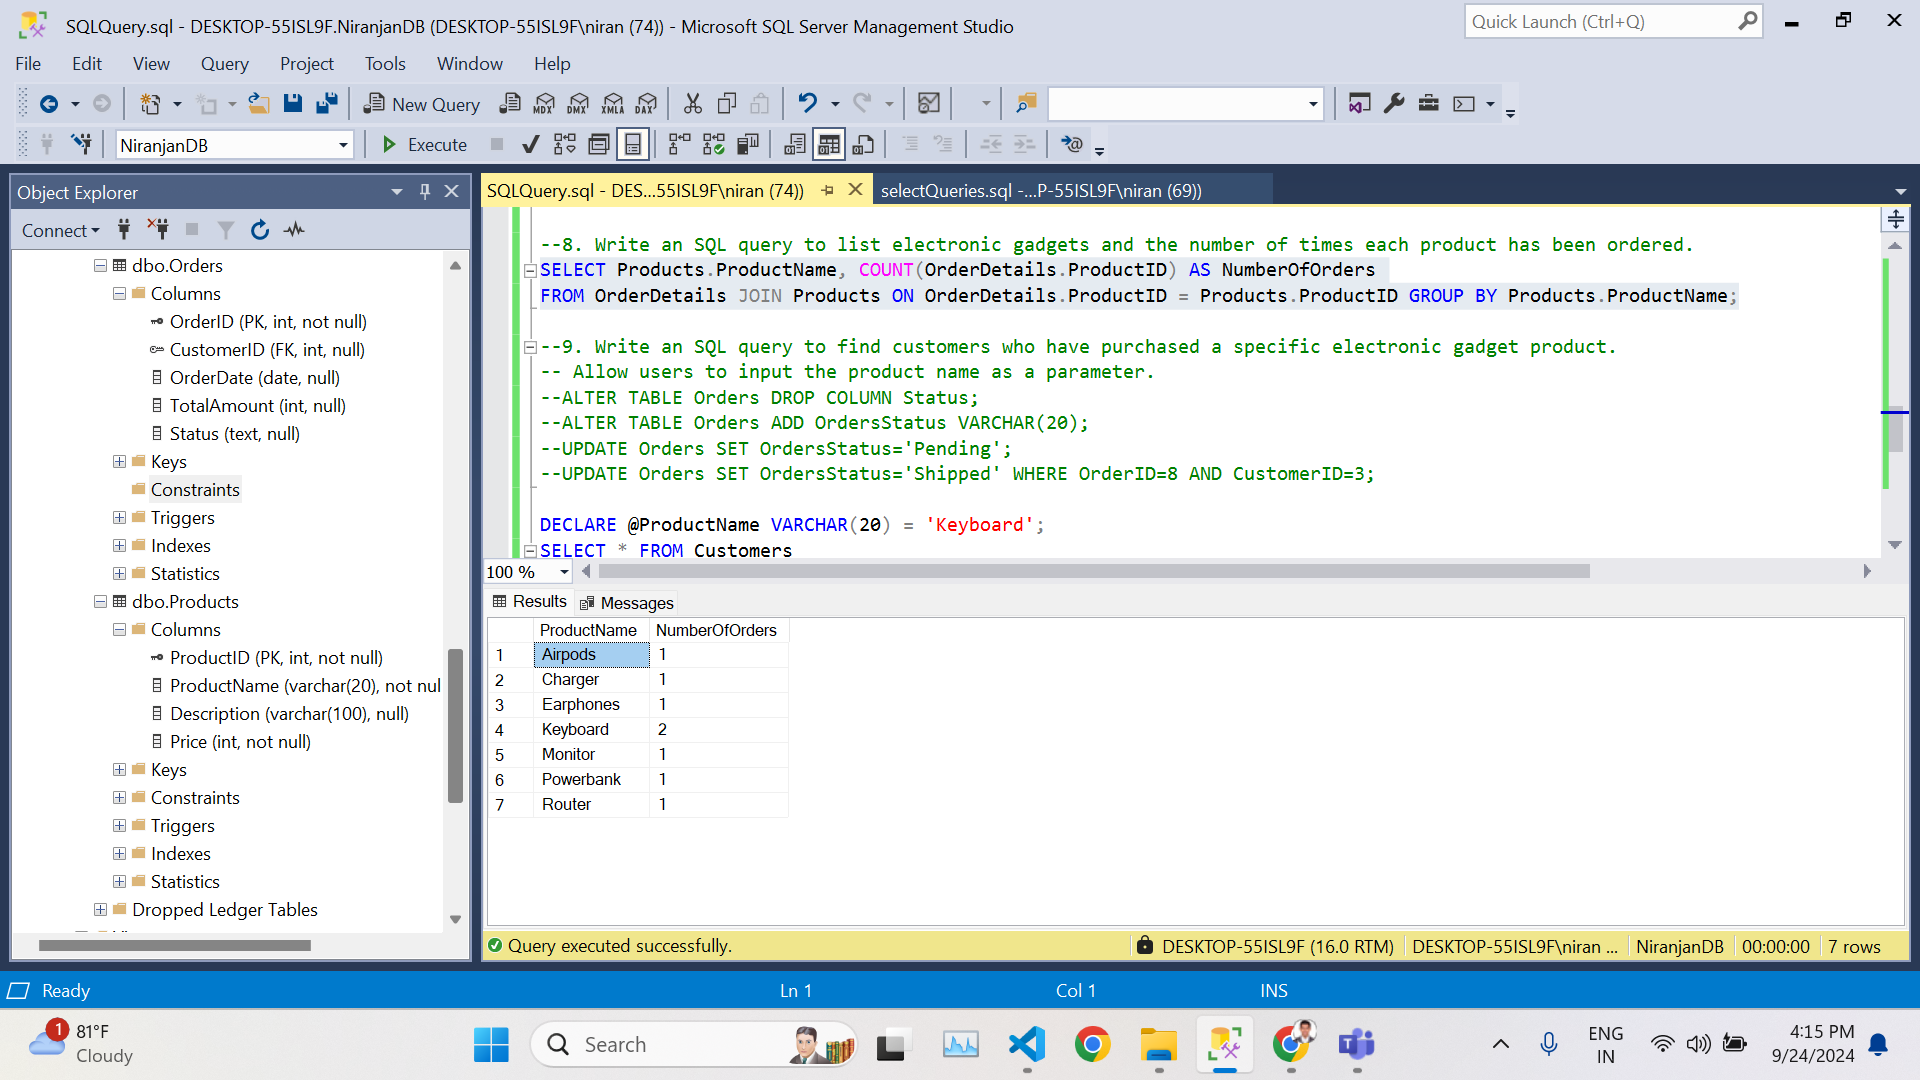 SQLQuery.sql - DESKTOP-55ISL9F.NiranjanDB (DESKTOP-55ISL9F\niran (74)) - Microsoft SQL Server Management Studio
Quick Launch (Ctrl+Q)
File Edit View Query Project Tools Window Help
New Query MDX DMX XMLA DAX
NiranjanDB Execute
Object Explorer
Connect
dbo.Orders
Columns
OrderID (PK, int, not null)
CustomerID (FK, int, null)
OrderDate (date, null)
TotalAmount (int, null)
Status (text, null)
Keys
Constraints
Triggers
Indexes
Statistics
dbo.Products
Columns
ProductID (PK, int, not null)
ProductName (varchar(20), not nul
Description (varchar(100), null)
Price (int, not null)
Keys
Constraints
Triggers
Indexes
Statistics
Dropped Ledger Tables
SQLQuery.sql - DES...55ISL9F\niran (74)) selectQueries.sql -...P-55ISL9F\niran (69))
--8. Write an SQL query to list electronic gadgets and the number of times each product has been ordered.
SELECT Products.ProductName, COUNT(OrderDetails.ProductID) AS NumberOfOrders
FROM OrderDetails JOIN Products ON OrderDetails.ProductID = Products.ProductID GROUP BY Products.ProductName;
--9. Write an SQL query to find customers who have purchased a specific electronic gadget product.
-- Allow users to input the product name as a parameter.
--ALTER TABLE Orders DROP COLUMN Status;
--ALTER TABLE Orders ADD OrdersStatus VARCHAR(20);
--UPDATE Orders SET OrdersStatus='Pending';
--UPDATE Orders SET OrdersStatus='Shipped' WHERE OrderID=8 AND CustomerID=3;
DECLARE @ProductName VARCHAR(20) = 'Keyboard';
SELECT * FROM Customers
100 %
Results Messages
ProductName NumberOfOrders
1 Airpods 1
2 Charger 1
3 Earphones 1
4 Keyboard 2
5 Monitor 1
6 Powerbank 1
7 Router 1
Query executed successfully. DESKTOP-55ISL9F (16.0 RTM) DESKTOP-55ISL9F\niran ... NiranjanDB 00:00:00 7 rows
Ready Ln 1 Col 1 INS
1 81°F
Cloudy
Search
ENG
IN
4:15 PM
9/24/2024